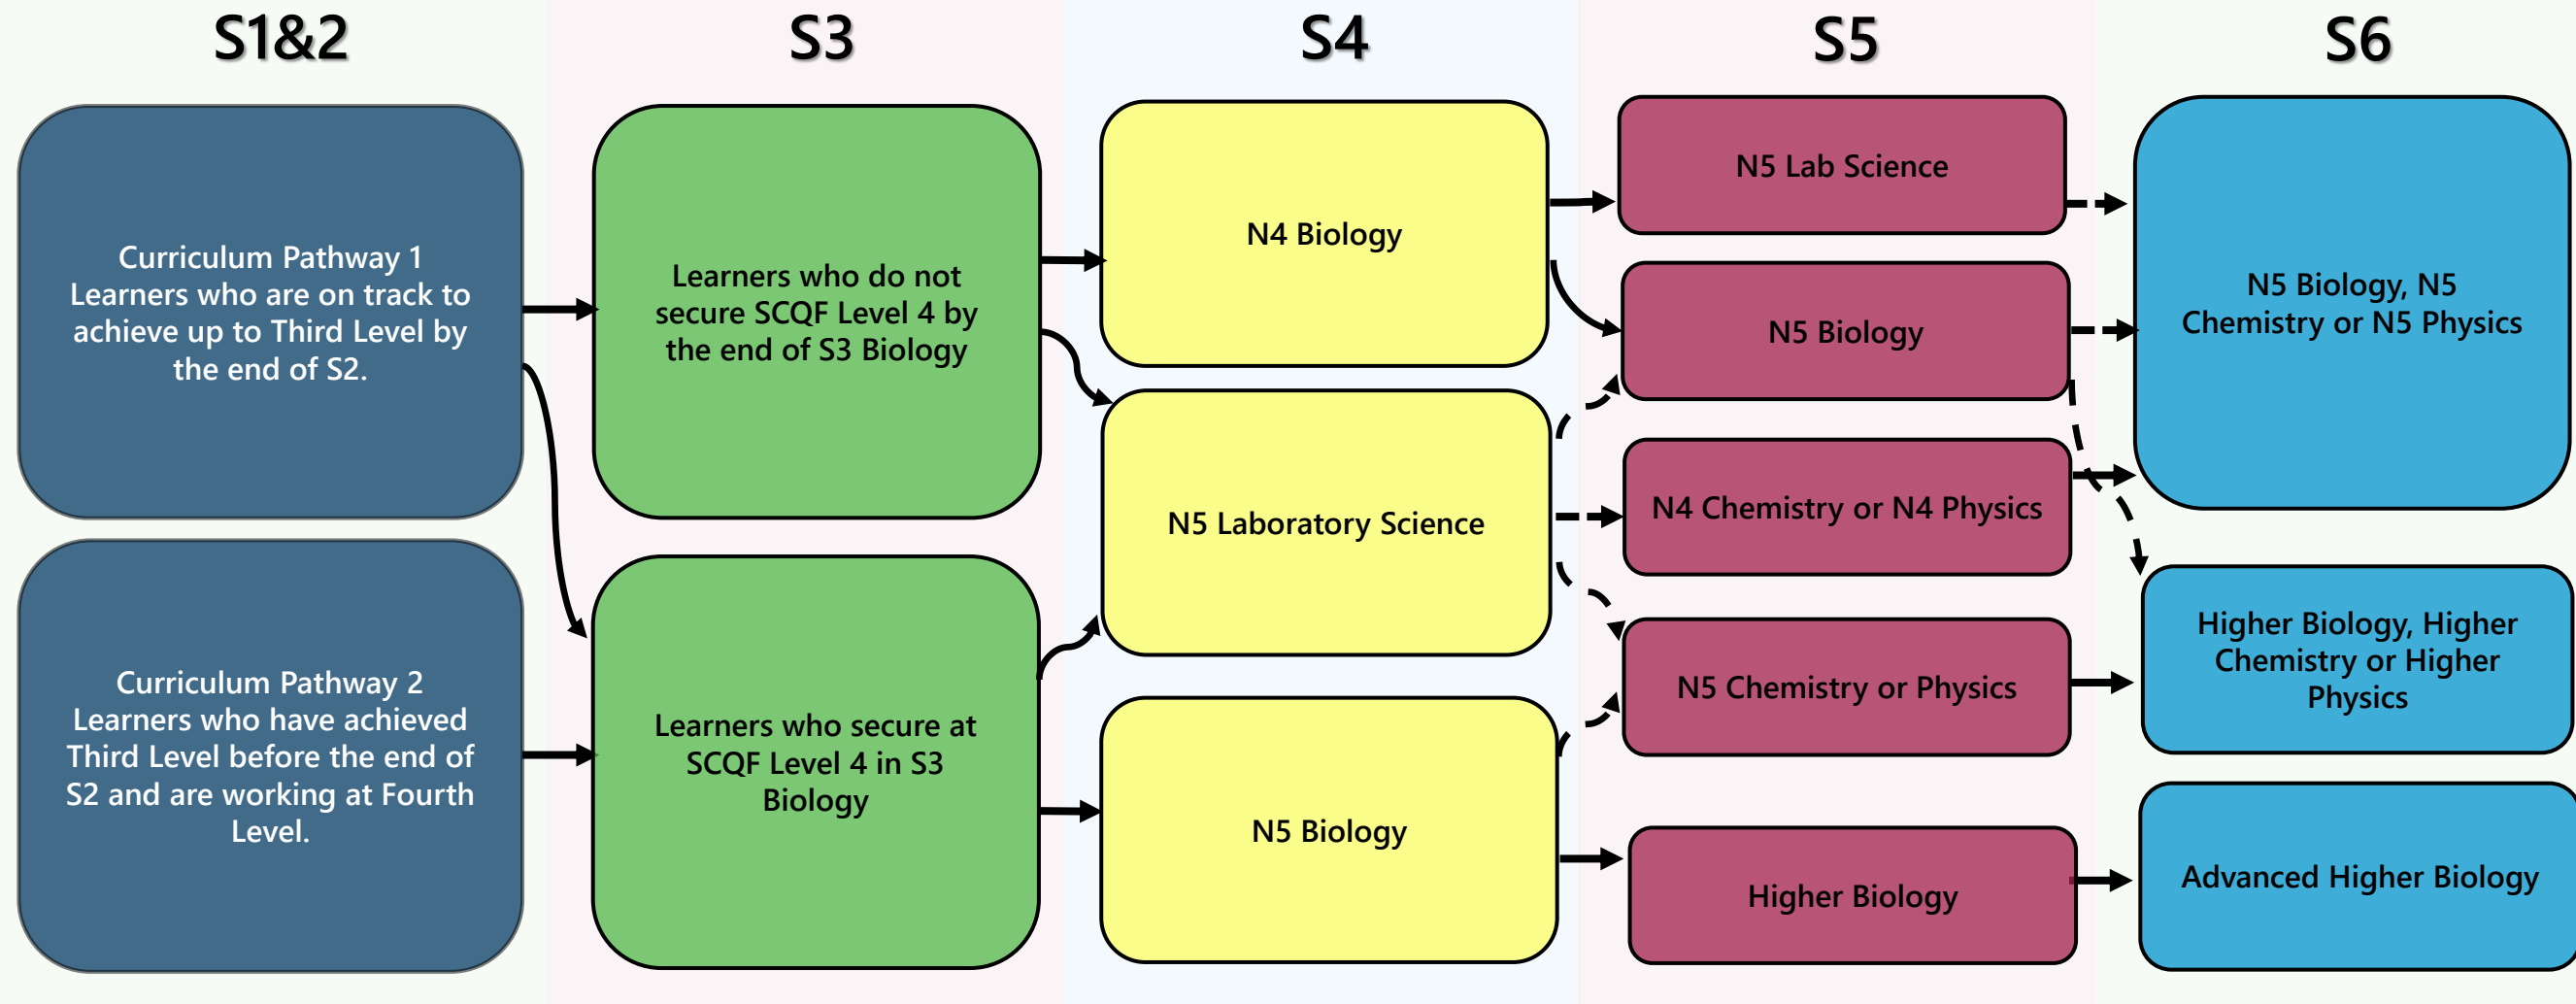 S1&2
S3
S4
S5
S6
Curriculum Pathway 1
Learners who are on track to
achieve up to Third Level by
the end of S2.
Curriculum Pathway 2
Learners who have achieved
Third Level before the end of
S2 and are working at Fourth
Level.
Learners who do not
secure SCQF Level 4 by
the end of S3 Biology
Learners who secure at
SCQF Level 4 in S3
Biology
N4 Biology
N5 Laboratory Science
N5 Biology
N5 Lab Science
N5 Biology
N4 Chemistry or N4 Physics
N5 Chemistry or Physics
Higher Biology
N5 Biology, N5
Chemistry or N5 Physics
Higher Biology, Higher
Chemistry or Higher
Physics
Advanced Higher Biology